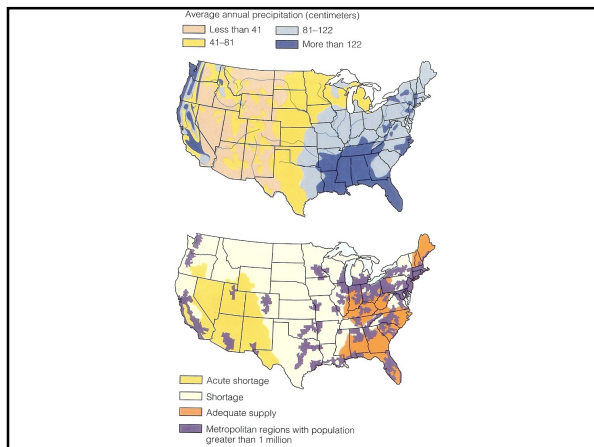 Average annual precipitation (centimeters)
Less than 41
81–122
41–81
More than 122
Acute shortage
Shortage
Adequate supply
Metropolitan regions with population
greater than 1 million